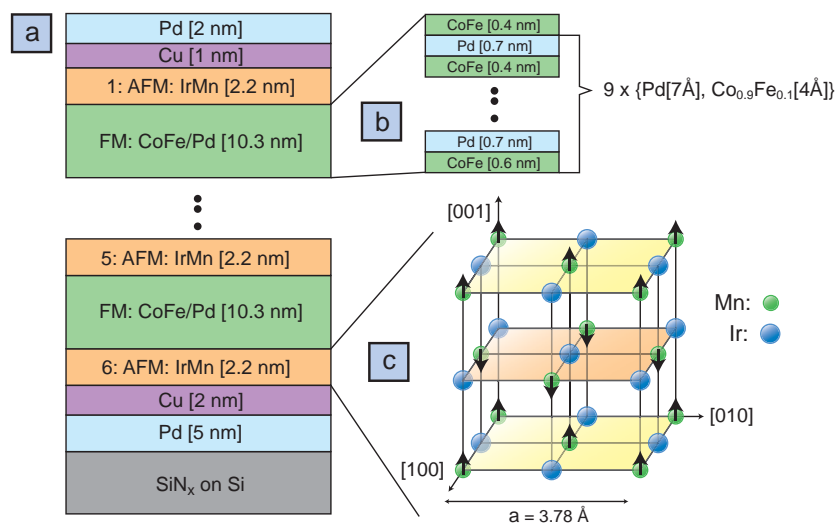 a
Pd [2 nm]
Cu [1 nm]
1: AFM: IrMn [2.2 nm]
FM: CoFe/Pd [10.3 nm]
5: AFM: IrMn [2.2 nm]
FM: CoFe/Pd [10.3 nm]
6: AFM: IrMn [2.2 nm]
Cu [2 nm]
Pd [5 nm]
SiNₓ on Si
b
CoFe [0.4 nm]
Pd [0.7 nm]
CoFe [0.4 nm]
Pd [0.7 nm]
CoFe [0.6 nm]
9 x {Pd[7Å], Co₀.₉Fe₀.₁[4Å]}
c
[001]
[010]
[100]
a = 3.78 Å
Mn:
Ir: